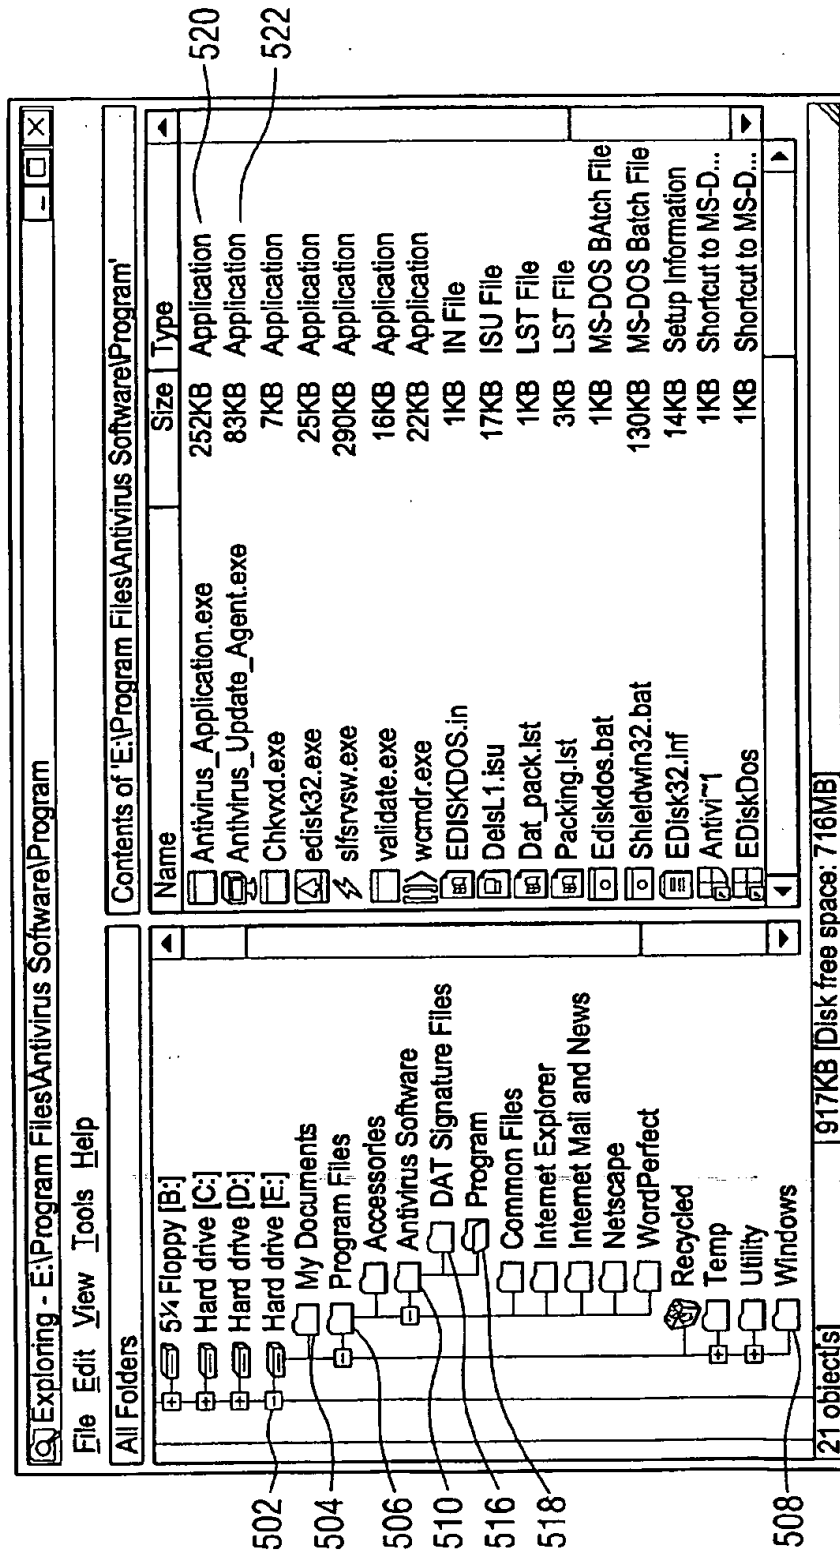 Exploring - E:\Program Files\Antivirus Software\Program
File Edit View Tools Help
All Folders
Contents of 'E:\Program Files\Antivirus Software\Program'
5¼ Floppy [B:]
Hard drive [C:]
Hard drive [D:]
Hard drive [E:]
My Documents
Program Files
Accessories
Antivirus Software
DAT Signature Files
Program
Common Files
Internet Explorer
Internet Mail and News
Netscape
WordPerfect
Recycled
Temp
Utility
Windows
Name Size Type
Antivirus_Application.exe 252KB Application
Antivirus_Update_Agent.exe 83KB Application
Chkvxd.exe 7KB Application
edisk32.exe 25KB Application
slfsrvsw.exe 290KB Application
validate.exe 16KB Application
wcmdr.exe 22KB Application
EDISKDOS.in 1KB IN File
DelsL1.isu 17KB ISU File
Dat_pack.lst 1KB LST File
Packing.lst 3KB LST File
Ediskdos.bat 1KB MS-DOS BAtch File
Shieldwin32.bat 130KB MS-DOS Batch File
EDisk32.inf 14KB Setup Information
Antivi~1 1KB Shortcut to MS-D...
EDiskDos 1KB Shortcut to MS-D...
21 object[s] 917KB [Disk free space: 716MB]
502
504
506
510
516
518
508
520
522